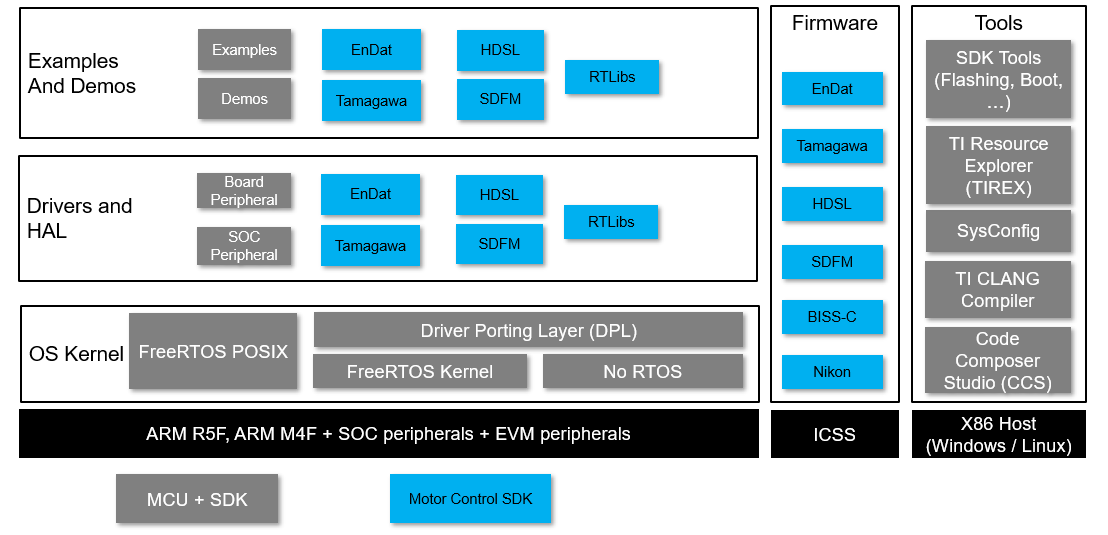 Examples
And Demos
Examples
Demos
EnDat
Tamagawa
HDSL
SDFM
RTLibs
Drivers and
HAL
Board
Peripheral
SOC
Peripheral
EnDat
Tamagawa
HDSL
SDFM
RTLibs
OS Kernel
FreeRTOS POSIX
Driver Porting Layer (DPL)
FreeRTOS Kernel
No RTOS
ARM R5F, ARM M4F + SOC peripherals + EVM peripherals
Firmware
EnDat
Tamagawa
HDSL
SDFM
BISS-C
Nikon
ICSS
Tools
SDK Tools
(Flashing, Boot,
…)
TI Resource
Explorer
(TIREX)
SysConfig
TI CLANG
Compiler
Code
Composer
Studio (CCS)
X86 Host
(Windows / Linux)
MCU + SDK
Motor Control SDK